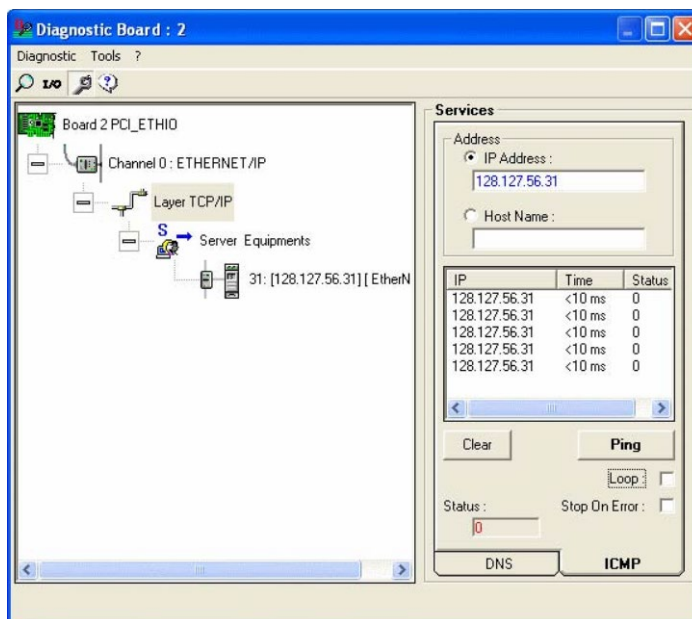 Diagnostic Board : 2
Diagnostic Tools ?
I/O
Board 2 PCI_ETHIO
Channel 0 : ETHERNET/IP
Layer TCP/IP
S
Server Equipments
31: [128.127.56.31] [ EtherN
Services
Address
IP Address :
128.127.56.31
Host Name :
IP Time Status
128.127.56.31 <10 ms 0
128.127.56.31 <10 ms 0
128.127.56.31 <10 ms 0
128.127.56.31 <10 ms 0
128.127.56.31 <10 ms 0
Clear Ping
Loop :
Status : Stop On Error :
0
DNS ICMP